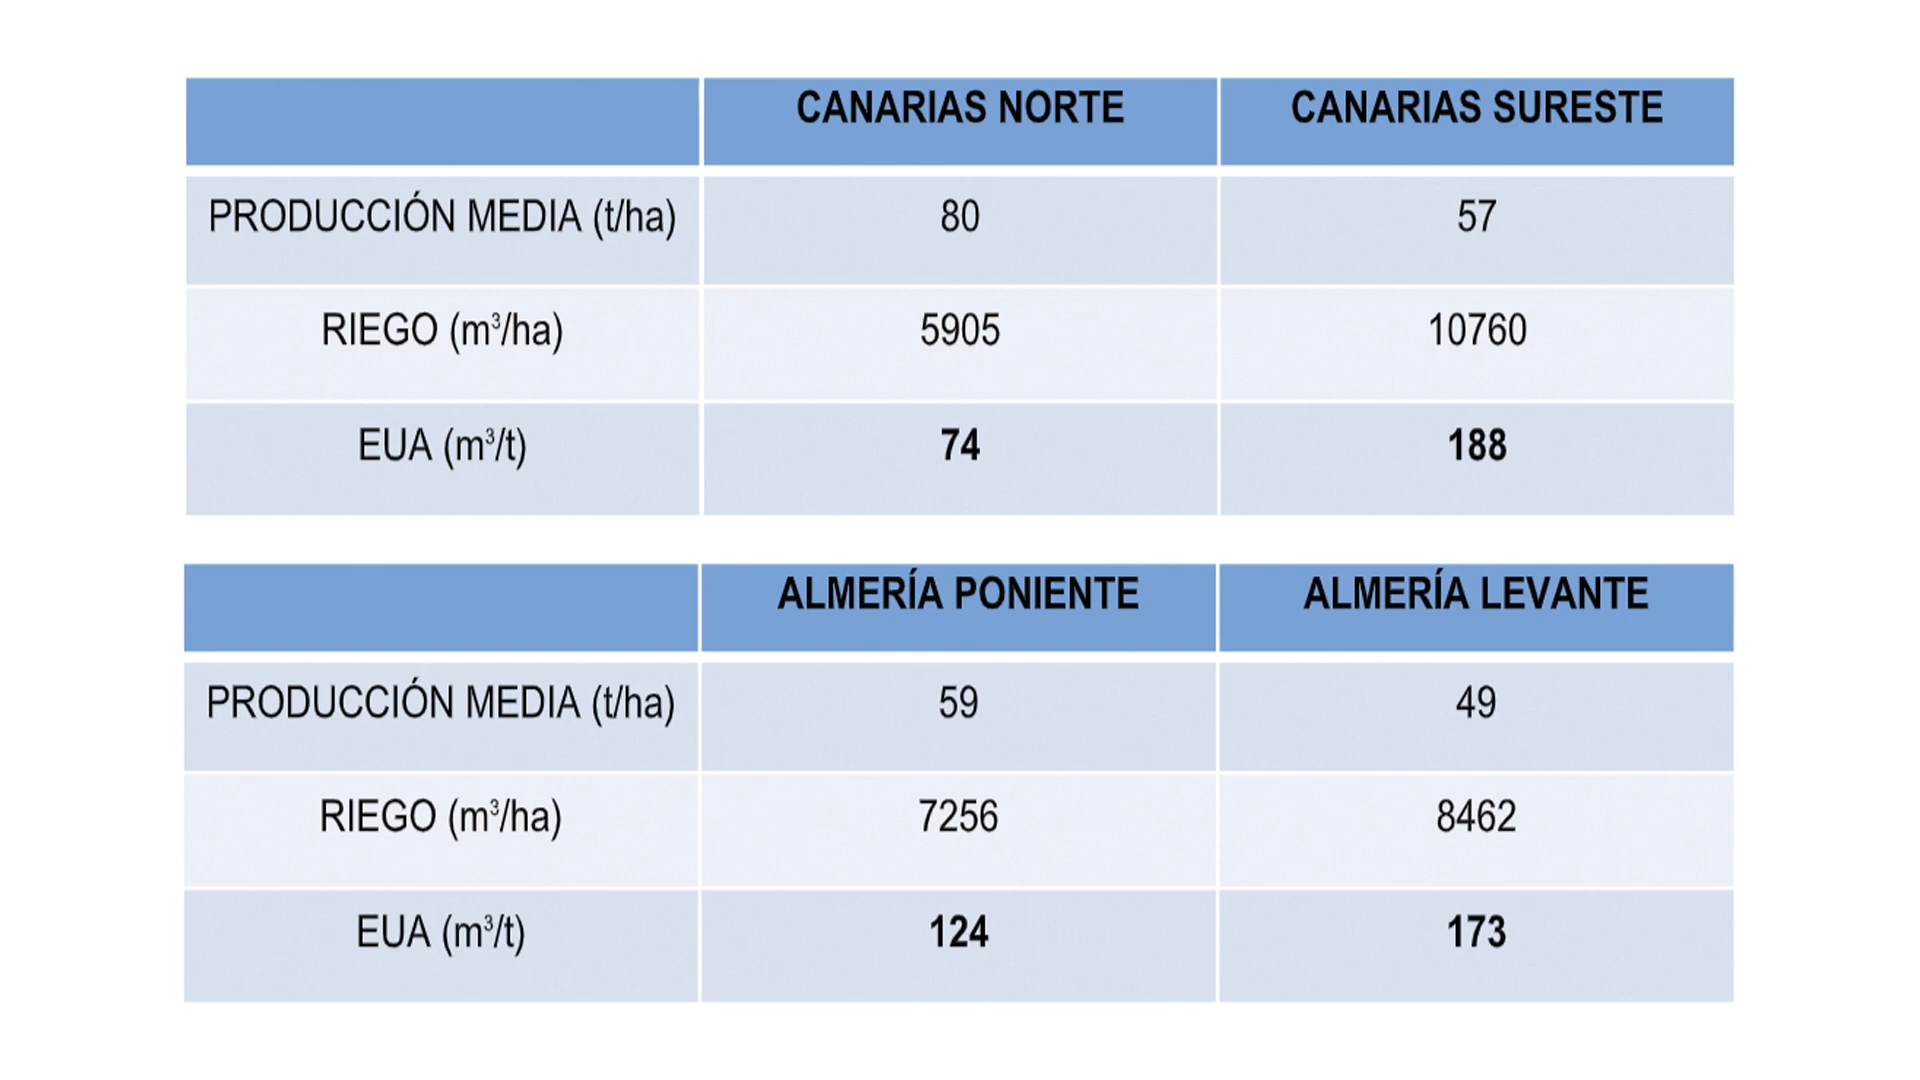 CANARIAS NORTE CANARIAS SURESTE
PRODUCCIÓN MEDIA (t/ha) 80 57
RIEGO (m³/ha) 5905 10760
EUA (m³/t) 74 188
ALMERÍA PONIENTE ALMERÍA LEVANTE
PRODUCCIÓN MEDIA (t/ha) 59 49
RIEGO (m³/ha) 7256 8462
EUA (m³/t) 124 173